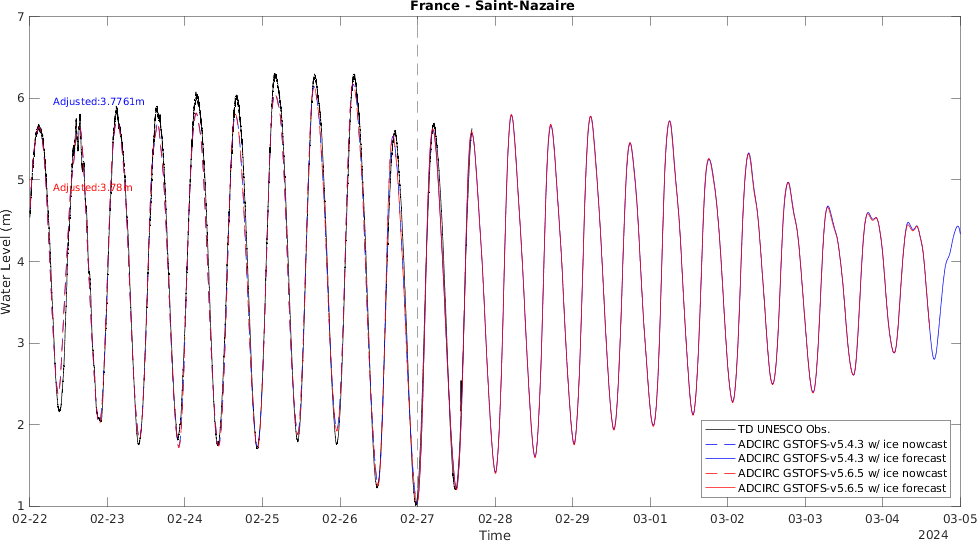 France - Saint-Nazaire
7
6
5
4
3
2
1
Water Level (m)
Adjusted:3.7761m
Adjusted:3.78m
TD UNESCO Obs.
ADCIRC GSTOFS-v5.4.3 w/ ice nowcast
ADCIRC GSTOFS-v5.4.3 w/ ice forecast
ADCIRC GSTOFS-v5.6.5 w/ ice nowcast
ADCIRC GSTOFS-v5.6.5 w/ ice forecast
02-22 02-23 02-24 02-25 02-26 02-27 02-28 02-29 03-01 03-02 03-03 03-04 03-05
Time
2024